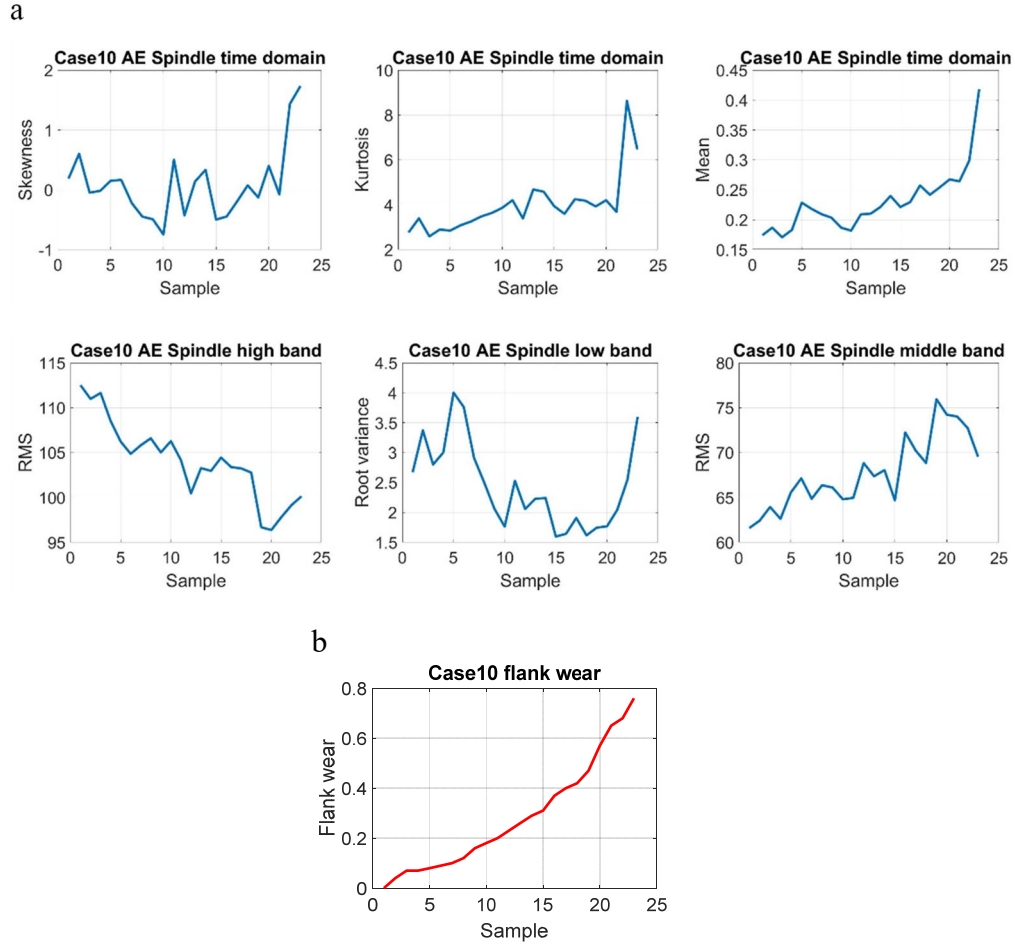 a
Case10 AE Spindle time domain
2
1
0
-1
Skewness
0 5 10 15 20 25
Sample
Case10 AE Spindle time domain
10
8
6
4
2
Kurtosis
0 5 10 15 20 25
Sample
Case10 AE Spindle time domain
0.45
0.4
0.35
0.3
0.25
0.2
0.15
Mean
0 5 10 15 20 25
Sample
Case10 AE Spindle high band
115
110
105
100
95
RMS
0 5 10 15 20 25
Sample
Case10 AE Spindle low band
4.5
4
3.5
3
2.5
2
1.5
Root variance
0 5 10 15 20 25
Sample
Case10 AE Spindle middle band
80
75
70
65
60
RMS
0 5 10 15 20 25
Sample
b
Case10 flank wear
0.8
0.6
0.4
0.2
0
Flank wear
0 5 10 15 20 25
Sample